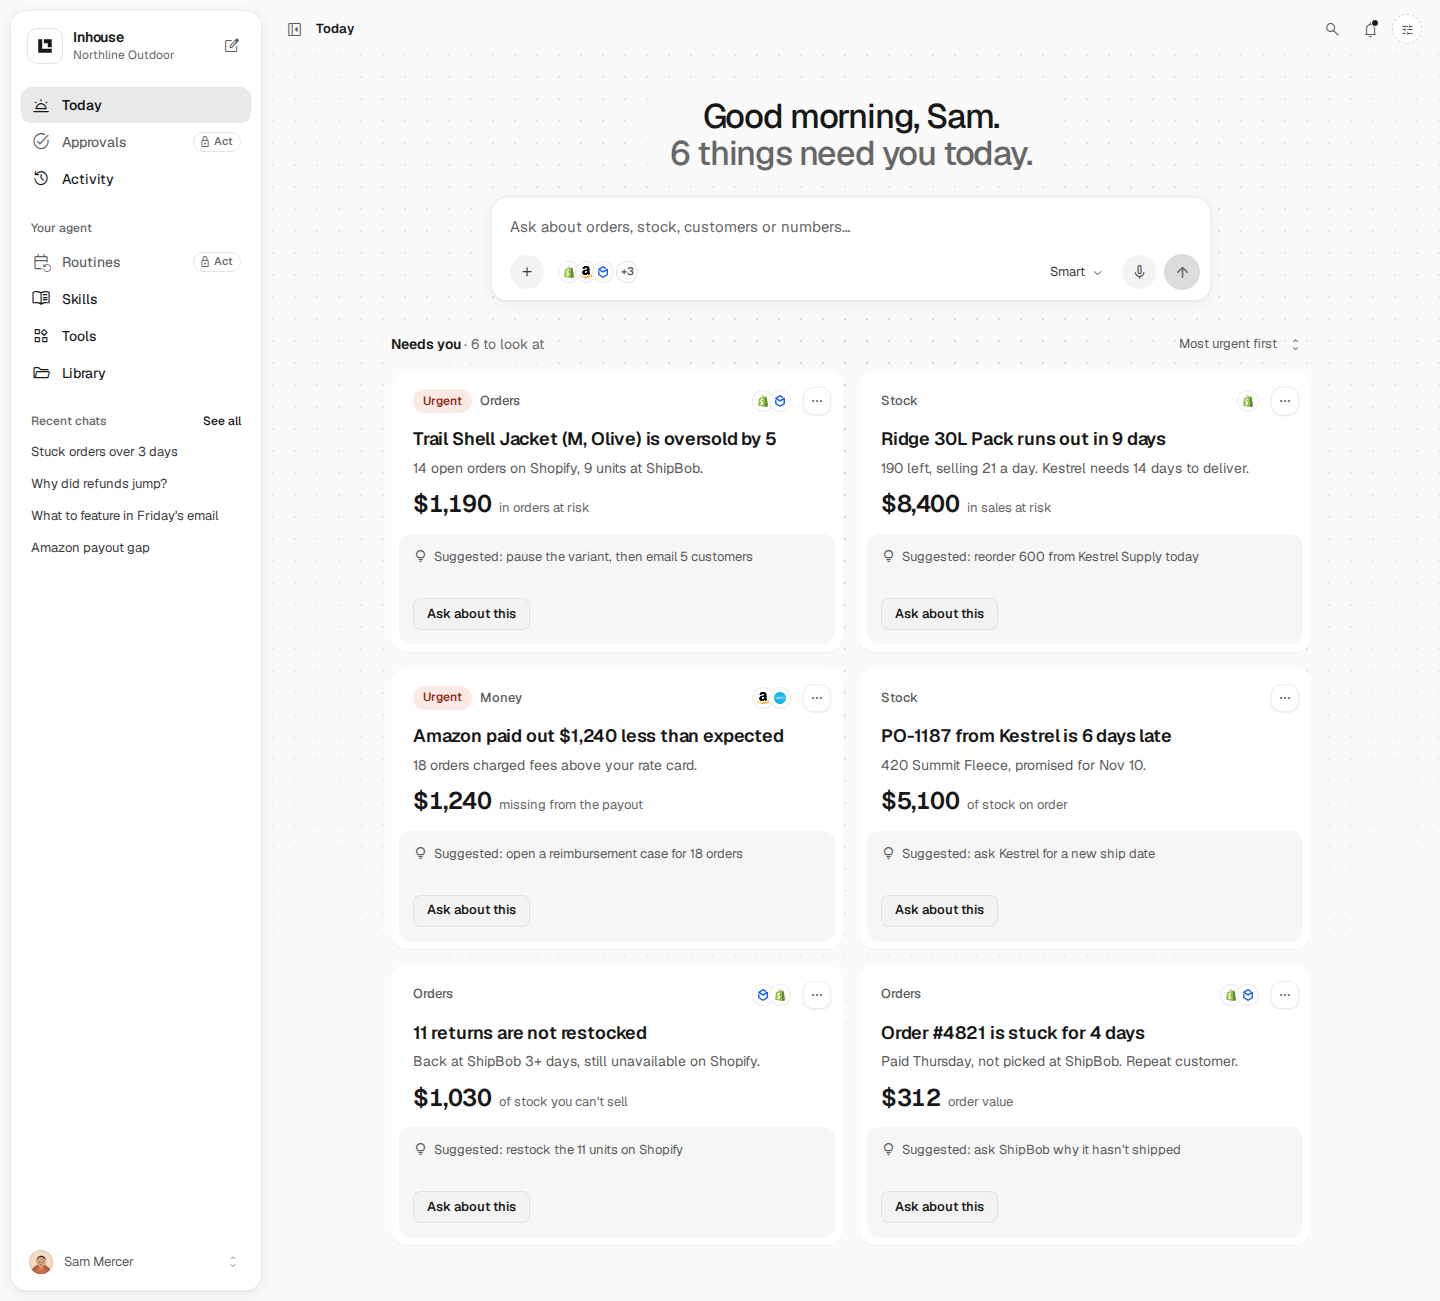 Inhouse
Northline Outdoor
Today
Approvals
Act
Activity
Your agent
Routines
Act
Skills
Tools
Library
Recent chats
See all
Stuck orders over 3 days
Why did refunds jump?
What to feature in Friday's email
Amazon payout gap
Sam Mercer
Today
Good morning, Sam.
6 things need you today.
Ask about orders, stock, customers or numbers...
+3
Smart
Needs you · 6 to look at
Most urgent first
Urgent
Orders
Trail Shell Jacket (M, Olive) is oversold by 5
14 open orders on Shopify, 9 units at ShipBob.
$1,190 in orders at risk
Suggested: pause the variant, then email 5 customers
Ask about this
Stock
Ridge 30L Pack runs out in 9 days
190 left, selling 21 a day. Kestrel needs 14 days to deliver.
$8,400 in sales at risk
Suggested: reorder 600 from Kestrel Supply today
Ask about this
Urgent
Money
Amazon paid out $1,240 less than expected
18 orders charged fees above your rate card.
$1,240 missing from the payout
Suggested: open a reimbursement case for 18 orders
Ask about this
Stock
PO-1187 from Kestrel is 6 days late
420 Summit Fleece, promised for Nov 10.
$5,100 of stock on order
Suggested: ask Kestrel for a new ship date
Ask about this
Orders
11 returns are not restocked
Back at ShipBob 3+ days, still unavailable on Shopify.
$1,030 of stock you can't sell
Suggested: restock the 11 units on Shopify
Ask about this
Orders
Order #4821 is stuck for 4 days
Paid Thursday, not picked at ShipBob. Repeat customer.
$312 order value
Suggested: ask ShipBob why it hasn't shipped
Ask about this